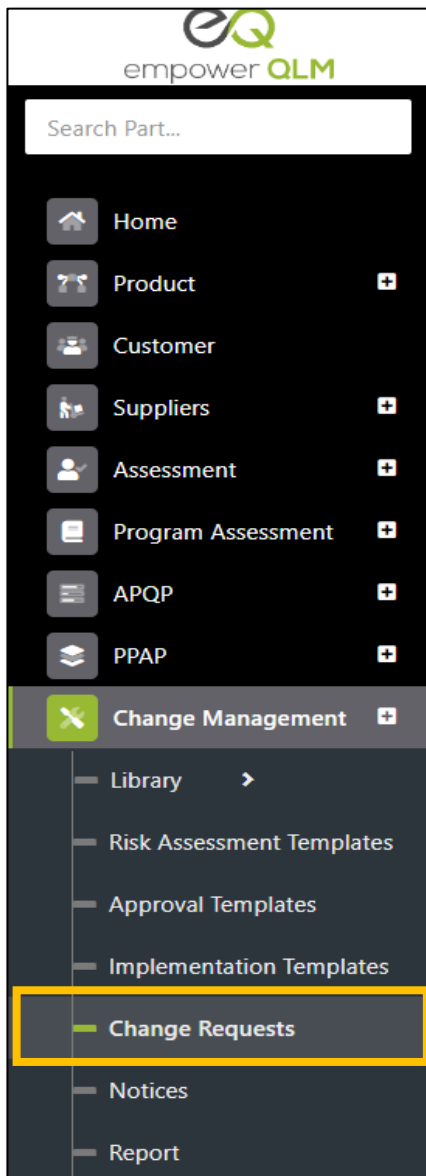 eQ
empower QLM
Search Part...
Home
Product
Customer
Suppliers
Assessment
Program Assessment
APQP
PPAP
Change Management
Library
Risk Assessment Templates
Approval Templates
Implementation Templates
Change Requests
Notices
Report